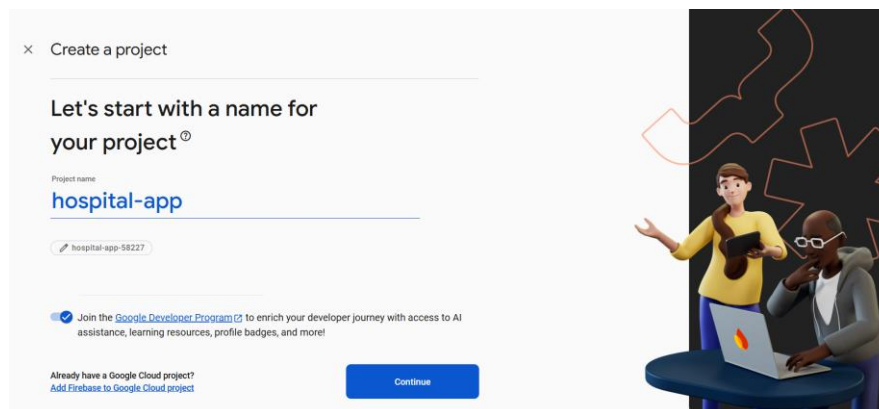 Create a project
Let's start with a name for
your project
Project name
hospital-app
hospital-app-58227
Join the Google Developer Program to enrich your developer journey with access to AI
assistance, learning resources, profile badges, and more!
Already have a Google Cloud project?
Add Firebase to Google Cloud project
Continue